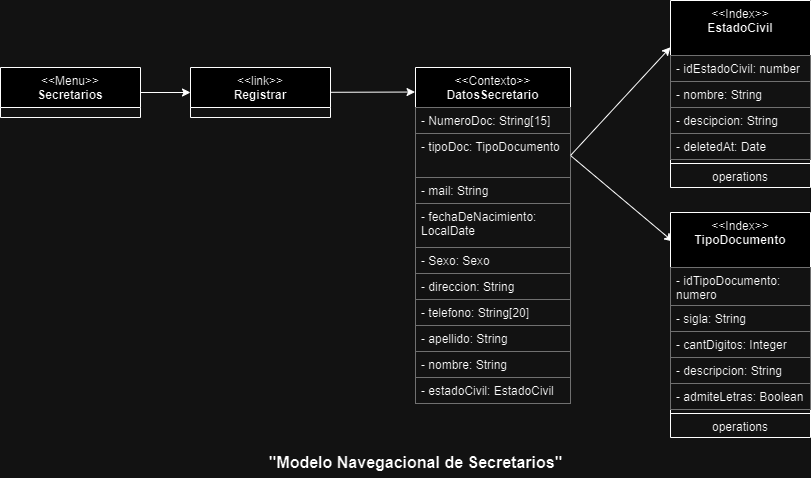 <<Menu>>
Secretarios
<<link>>
Registrar
<<Contexto>>
DatosSecretario
- NumeroDoc: String[15]
- tipoDoc: TipoDocumento
- mail: String
- fechaDeNacimiento:
LocalDate
- Sexo: Sexo
- direccion: String
- telefono: String[20]
- apellido: String
- nombre: String
- estadoCivil: EstadoCivil
<<Index>>
EstadoCivil
- idEstadoCivil: number
- nombre: String
- descipcion: String
- deletedAt: Date
operations
<<Index>>
TipoDocumento
- idTipoDocumento:
numero
- sigla: String
- cantDigitos: Integer
- descripcion: String
- admiteLetras: Boolean
operations
"Modelo Navegacional de Secretarios"